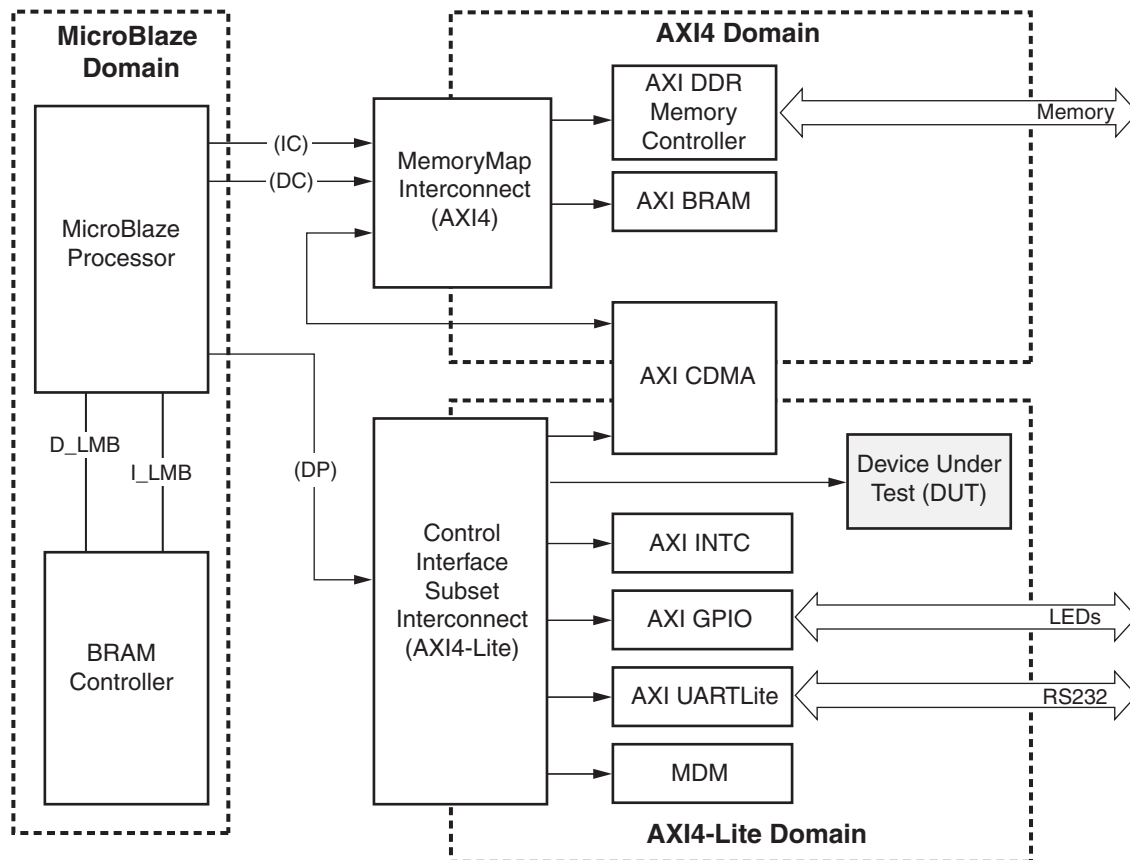 MicroBlaze
Domain
MicroBlaze
Processor
D_LMB
I_LMB
BRAM
Controller
(IC)
(DC)
(DP)
AXI4 Domain
MemoryMap
Interconnect
(AXI4)
AXI DDR
Memory
Controller
Memory
AXI BRAM
AXI CDMA
Control
Interface
Subset
Interconnect
(AXI4-Lite)
Device Under
Test (DUT)
AXI INTC
AXI GPIO
LEDs
AXI UARTLite
RS232
MDM
AXI4-Lite Domain